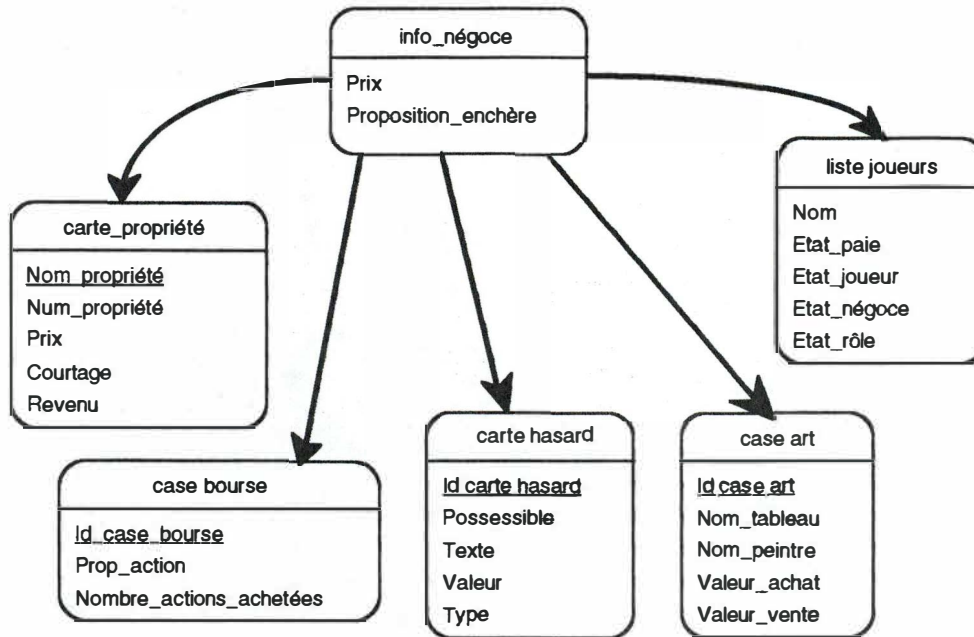 info_négoce
Prix
Proposition_enchère
liste joueurs
Nom
Etat_paie
Etat_joueur
Etat_négoce
Etat_rôle
carte_propriété
Nom_propriété
Num_propriété
Prix
Courtage
Revenu
case bourse
Id_case_bourse
Prop_action
Nombre_actions_achetées
carte hasard
Id carte hasard
Possessible
Texte
Valeur
Type
case art
Id case art
Nom_tableau
Nom_peintre
Valeur_achat
Valeur_vente